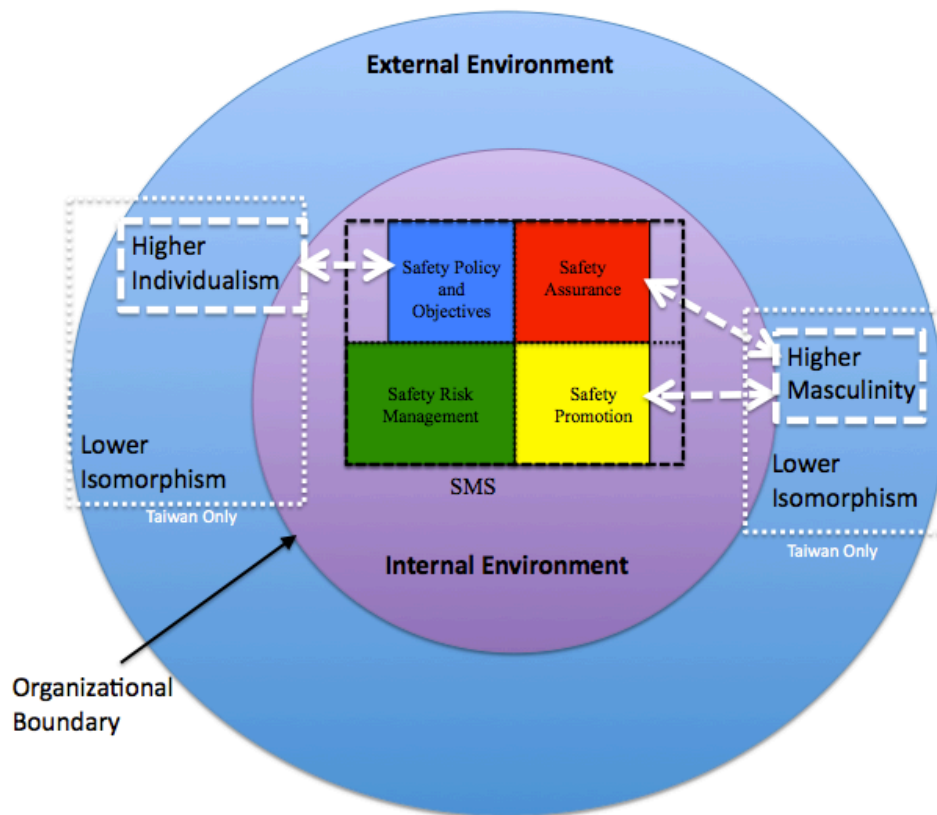 External Environment
Higher
Individualism
Safety Policy
and
Objectives
Safety
Assurance
Higher
Masculinity
Safety Risk
Management
Safety
Promotion
Lower
Isomorphism
Taiwan Only
Lower
Isomorphism
Taiwan Only
SMS
Internal Environment
Organizational
Boundary